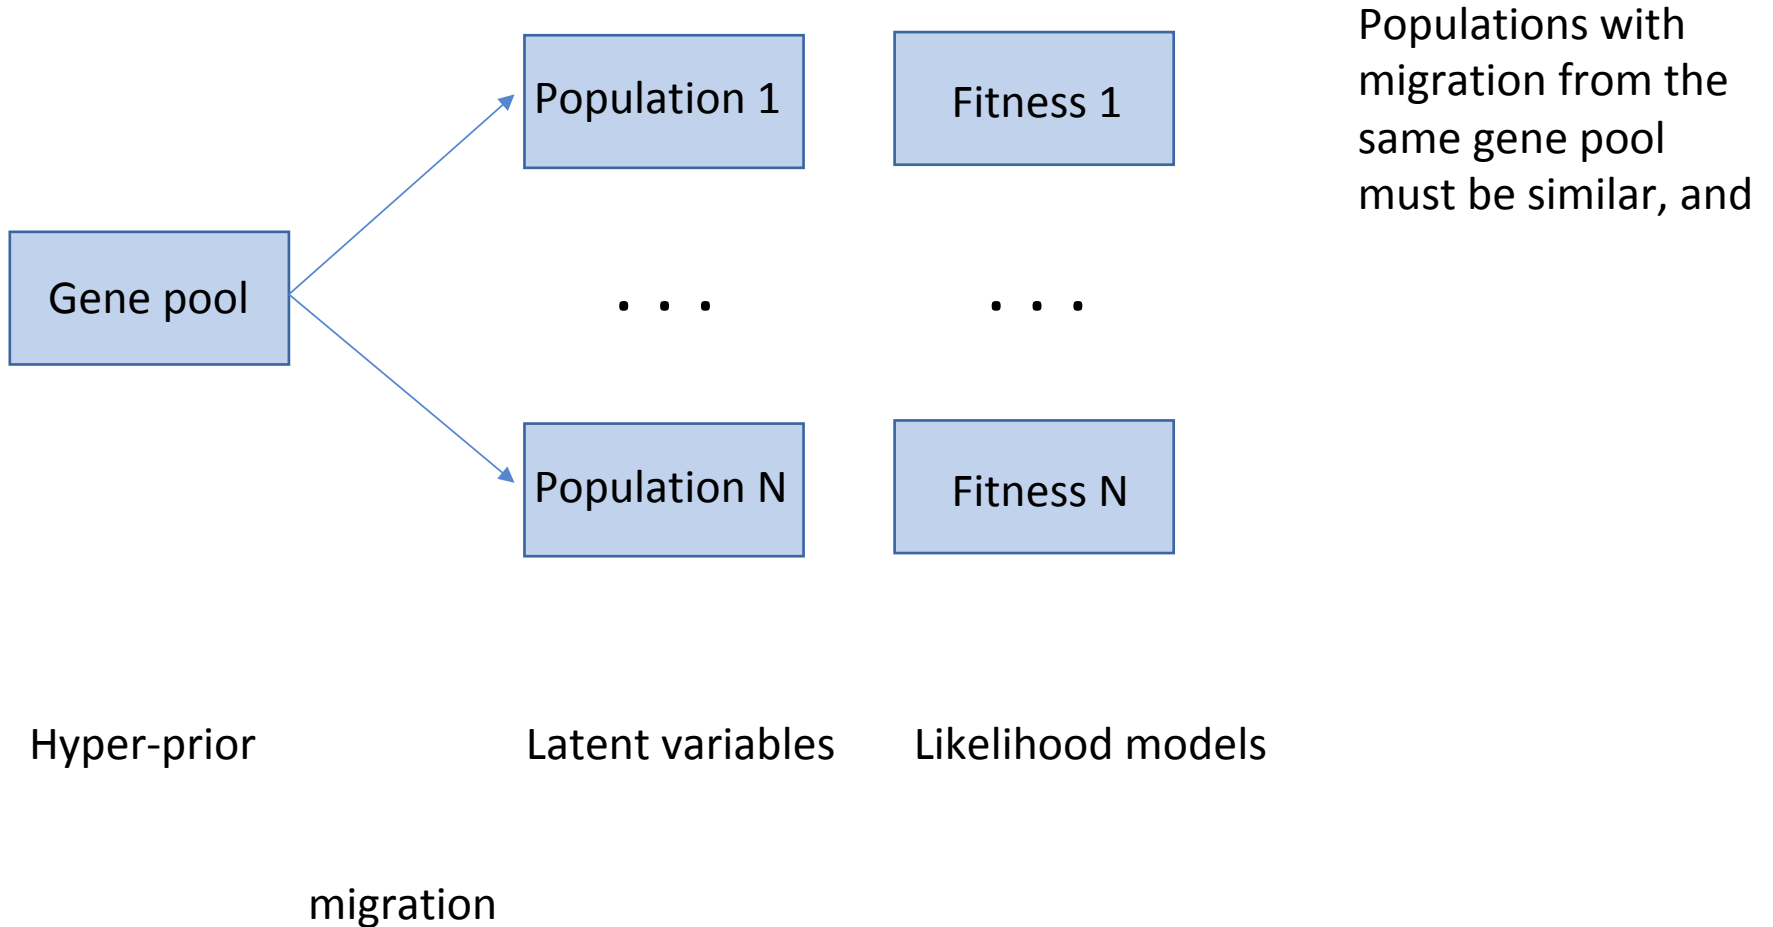 Populations with
migration from the
same gene pool
must be similar, and
Population 1
Fitness 1
Gene pool
. . .
. . .
Population N
Fitness N
Hyper-prior
Latent variables
Likelihood models
migration